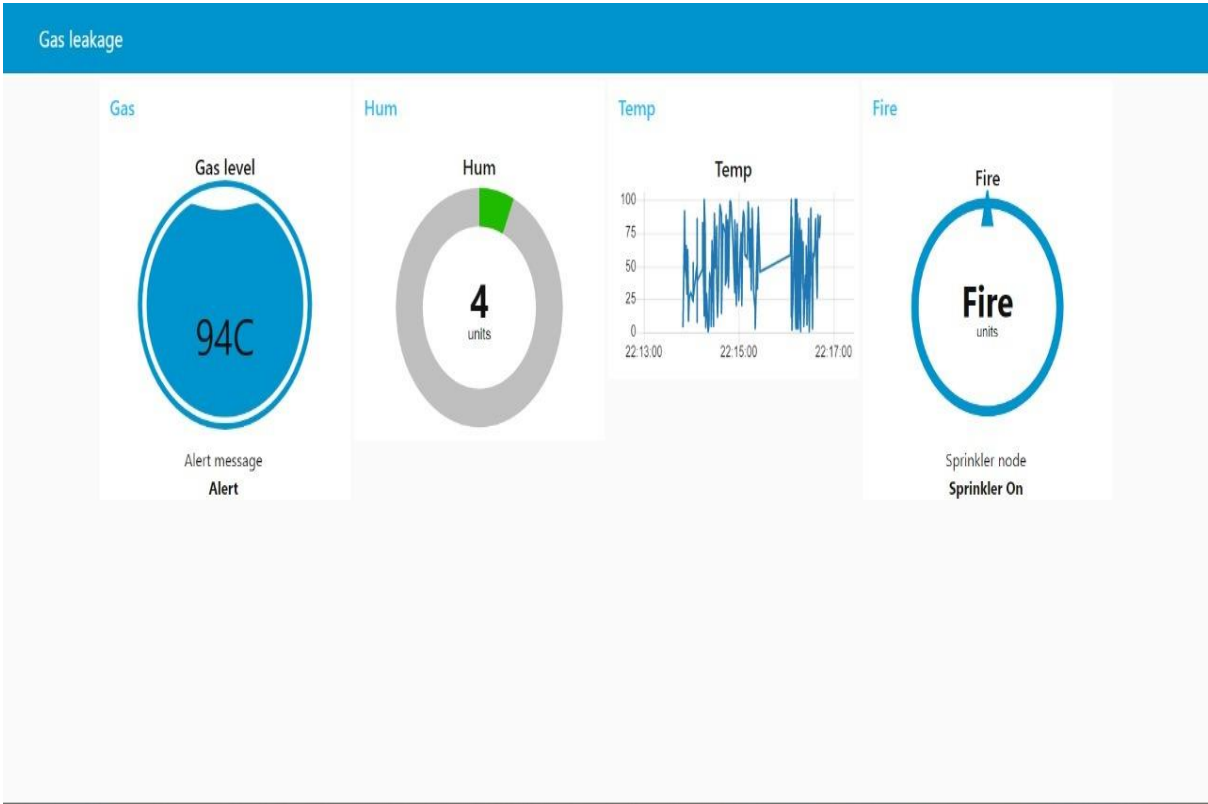 Gas leakage
Gas
Gas level
94C
Alert message
Alert
Hum
Hum
4
units
Temp
Temp
100
75
50
25
0
22:13:00 22:15:00 22:17:00
Fire
Fire
Fire
units
Sprinkler node
Sprinkler On